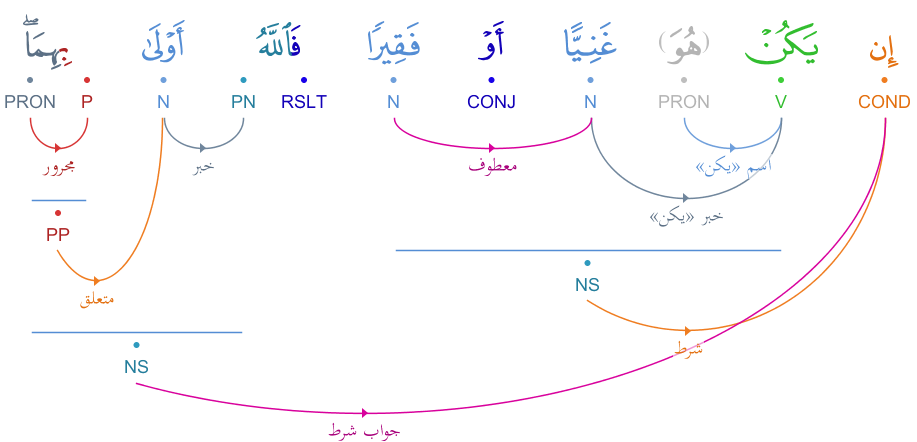 إِن يَكُنْ (هُوَ) غَنِيًّا أَوْ فَقِيرًا فَٱللَّهُ أَوْلَىٰ بِهِمَا ۖ
COND V PRON N CONJ N RSLT PN N P PRON
اسم «يكن» معطوف خبر مجرور
خبر «يكن»
PP
NS
متعلق
شرط
NS
جواب شرط